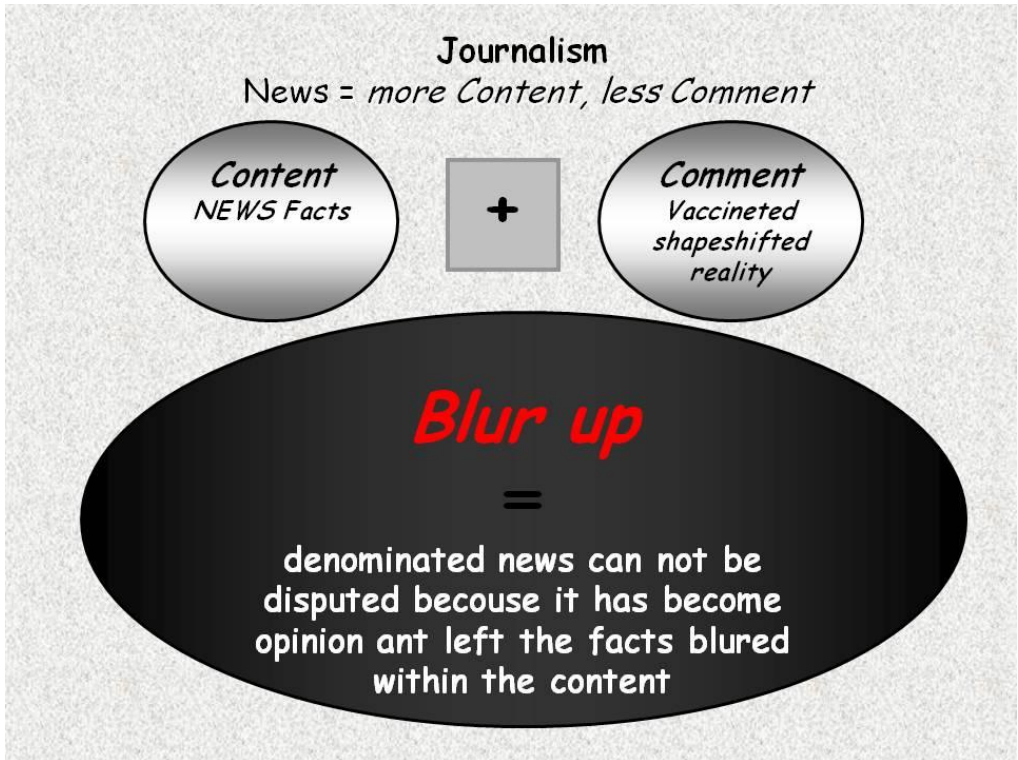 Journalism
News = more Content, less Comment
Content
NEWS Facts
+
Comment
Vaccineted
shapeshifted
reality
Blur up
=
denominated news can not be
disputed becouse it has become
opinion ant left the facts blured
within the content